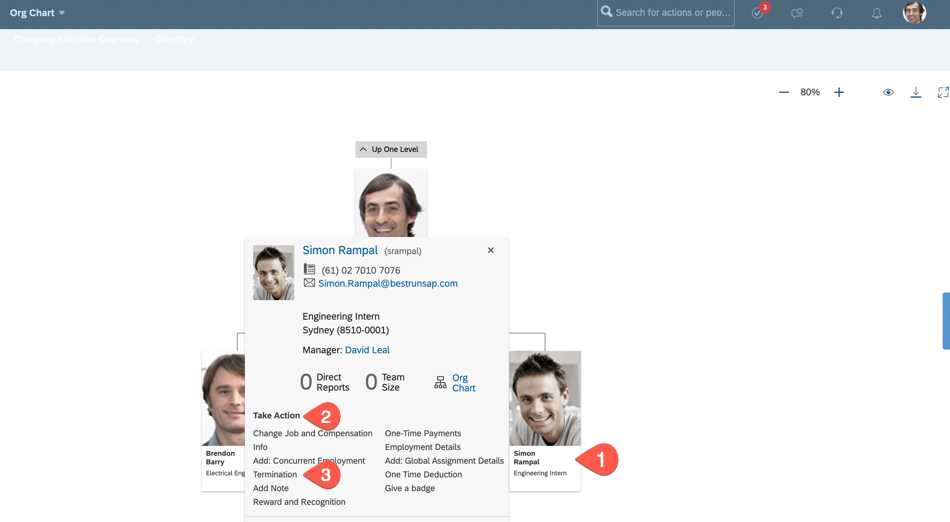 Org Chart
Search for actions or peo...
3
Company Structure Overview Directory
80%
Up One Level
Simon Rampal (srampal)
(61) 02 7010 7076
Simon.Rampal@bestrunsap.com
Engineering Intern
Sydney (8510-0001)
Manager: David Leal
0 Direct Reports
0 Team Size
Org Chart
Take Action
2
Change Job and Compensation Info
One-Time Payments
Employment Details
Add: Concurrent Employment
Add: Global Assignment Details
Termination
3
One Time Deduction
Add Note
Give a badge
Reward and Recognition
Brendon
Barry
Electrical Eng
Simon
Rampal
Engineering Intern
1